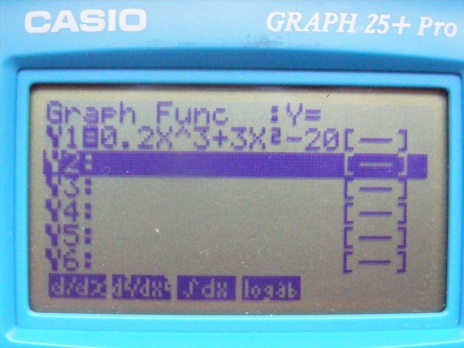 CASIO GRAPH 25+ Pro
Graph Func :Y=
Y1=0.2X^3+3X²-20[—]
Y2: [—]
Y3: [—]
Y4: [—]
Y5: [—]
Y6: [—]
d/dx d²/dx² ∫dx logab